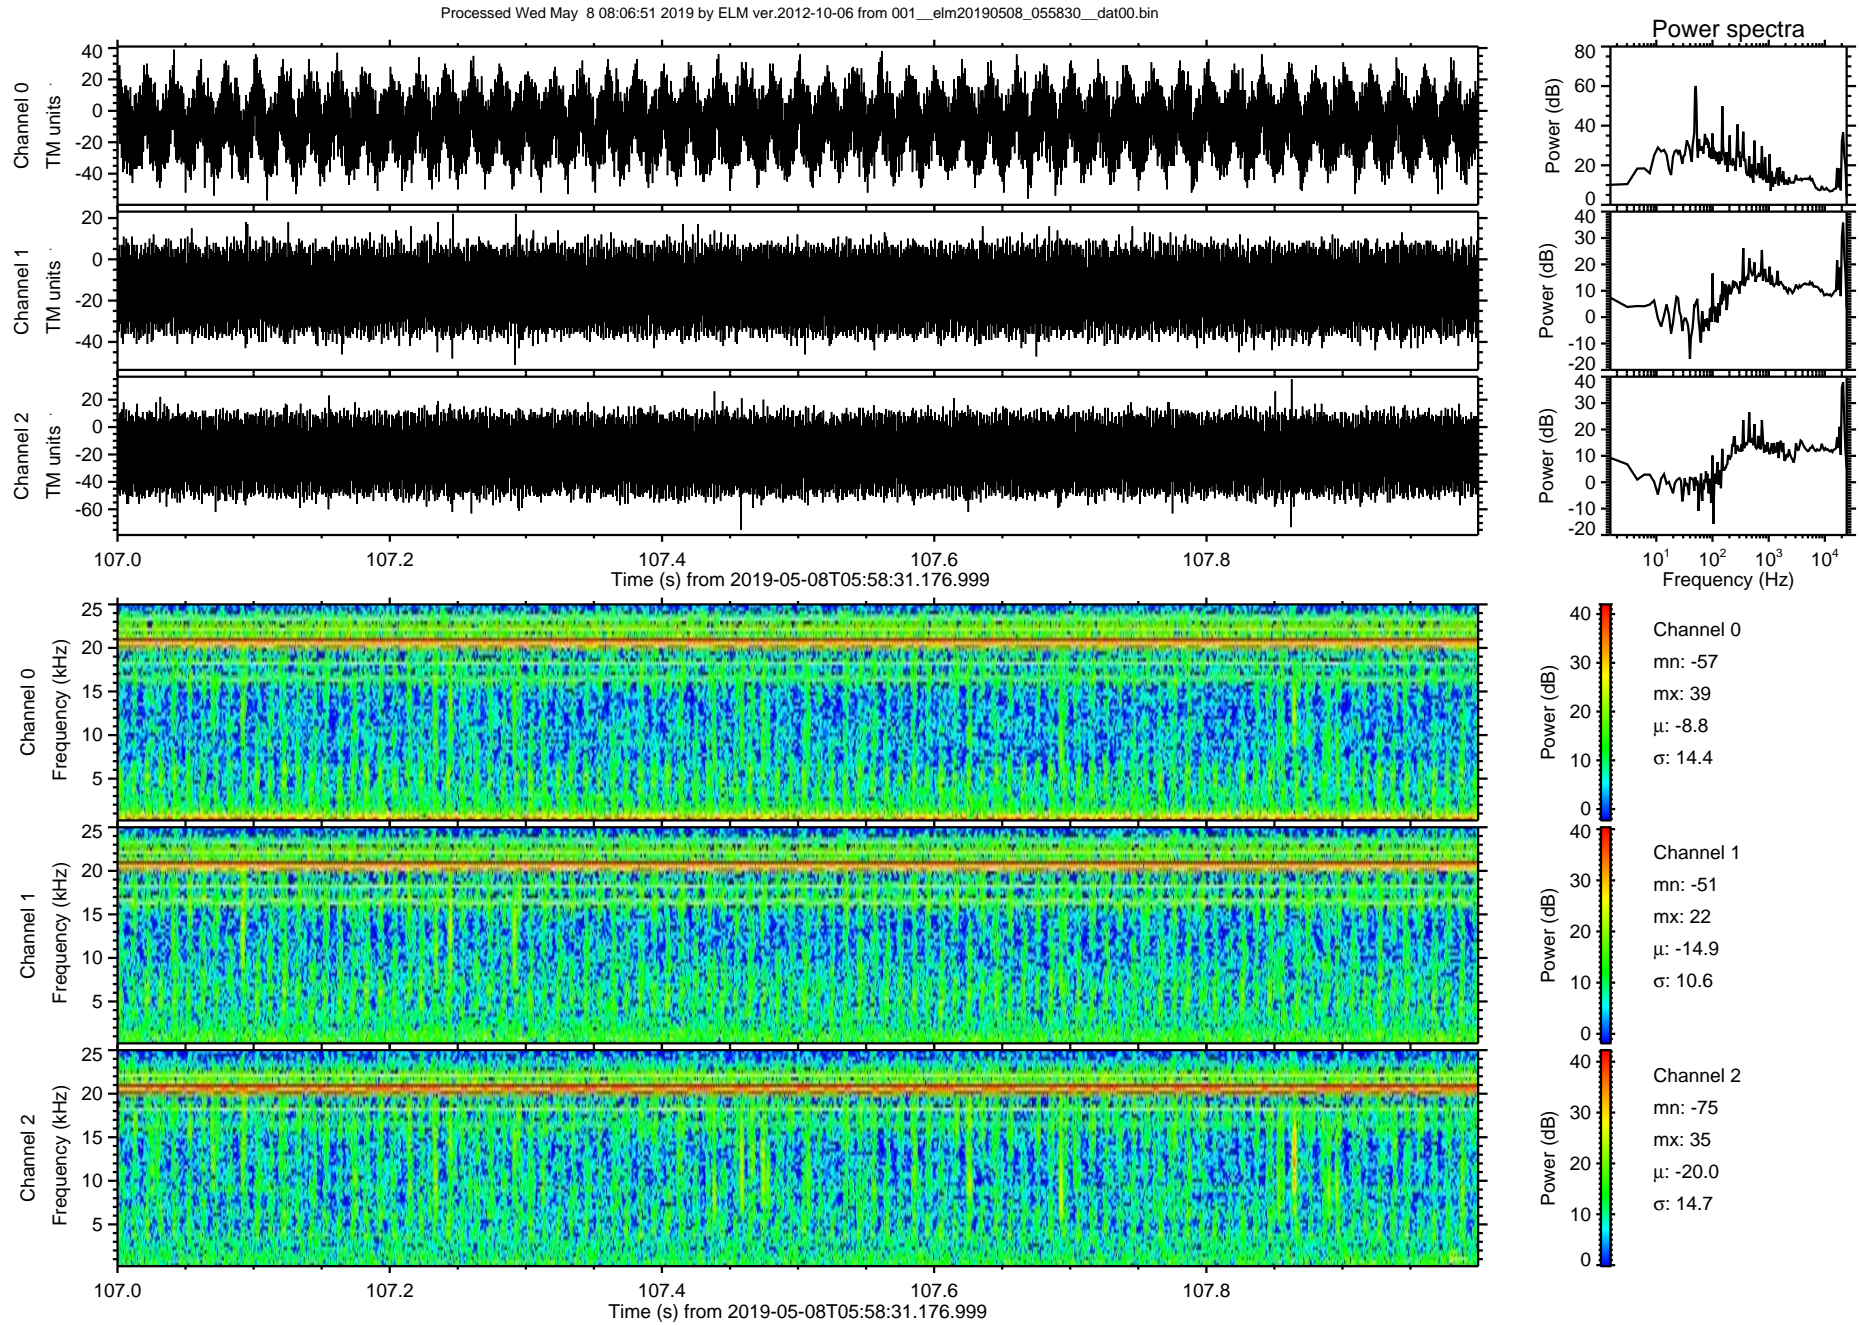 Processed Wed May  8 08:06:51 2019 by ELM ver.2012-10-06 from 001__elm20190508_055830__dat00.bin
Power spectra
Channel 0
TM units
40
20
0
-20
-40
Power (dB)
80
60
40
20
0
Channel 1
TM units
20
0
-20
-40
Power (dB)
40
30
20
10
0
-10
-20
Channel 2
TM units
20
0
-20
-40
-60
Power (dB)
40
30
20
10
0
-10
-20
107.0 107.2 107.4 107.6 107.8
Time (s) from 2019-05-08T05:58:31.176.999
10^1 10^2 10^3 10^4
Frequency (Hz)
Channel 0
Frequency (kHz)
25
20
15
10
5
Power (dB)
40
30
20
10
0
Channel 0
mn: -57
mx: 39
μ: -8.8
σ: 14.4
Channel 1
Frequency (kHz)
25
20
15
10
5
Power (dB)
40
30
20
10
0
Channel 1
mn: -51
mx: 22
μ: -14.9
σ: 10.6
Channel 2
Frequency (kHz)
25
20
15
10
5
Power (dB)
40
30
20
10
0
Channel 2
mn: -75
mx: 35
μ: -20.0
σ: 14.7
107.0 107.2 107.4 107.6 107.8
Time (s) from 2019-05-08T05:58:31.176.999